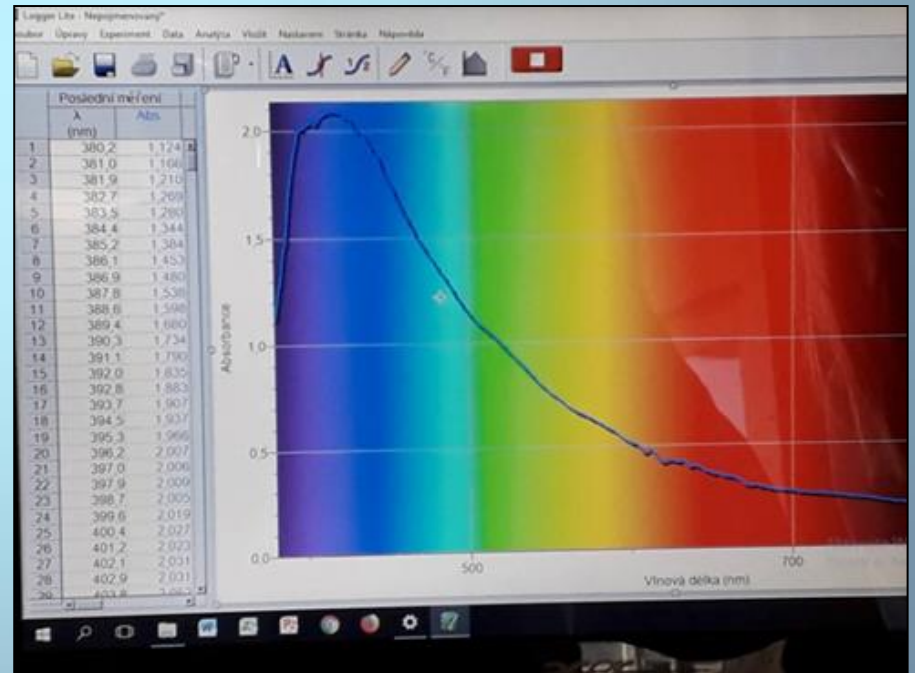 Logger Lite - Nepojmenovaný*
Soubor Úpravy Experiment Data Analýza Vložit Nastavení Stránka Nápověda
Poslední měření
λ Abs
(nm)
1 380,2 1,124
2 381,0 1,166
3 381,9 1,210
4 382,7 1,269
5 383,5 1,280
6 384,4 1,344
7 385,2 1,384
8 386,1 1,453
9 386,9 1,480
10 387,8 1,538
11 388,6 1,598
12 389,4 1,660
13 390,3 1,734
14 391,1 1,790
15 392,0 1,835
16 392,8 1,883
17 393,7 1,907
18 394,5 1,937
19 395,3 1,966
20 396,2 2,007
21 397,0 2,006
22 397,9 2,009
23 398,7 2,005
24 399,6 2,019
25 400,4 2,027
26 401,2 2,023
27 402,1 2,031
28 402,9 2,031
29 403,8
2,0
1,5
1,0
0,5
0,0
Absorbance
500
700
Vlnová délka (nm)